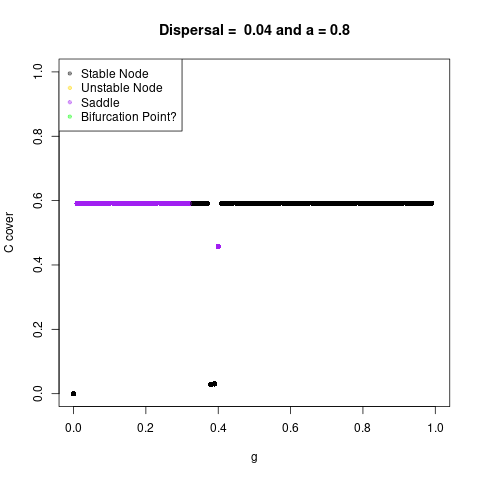 Dispersal =  0.04 and a = 0.8
Stable Node
Unstable Node
Saddle
Bifurcation Point?
C cover
1.0
0.8
0.6
0.4
0.2
0.0
0.0 0.2 0.4 0.6 0.8 1.0
g